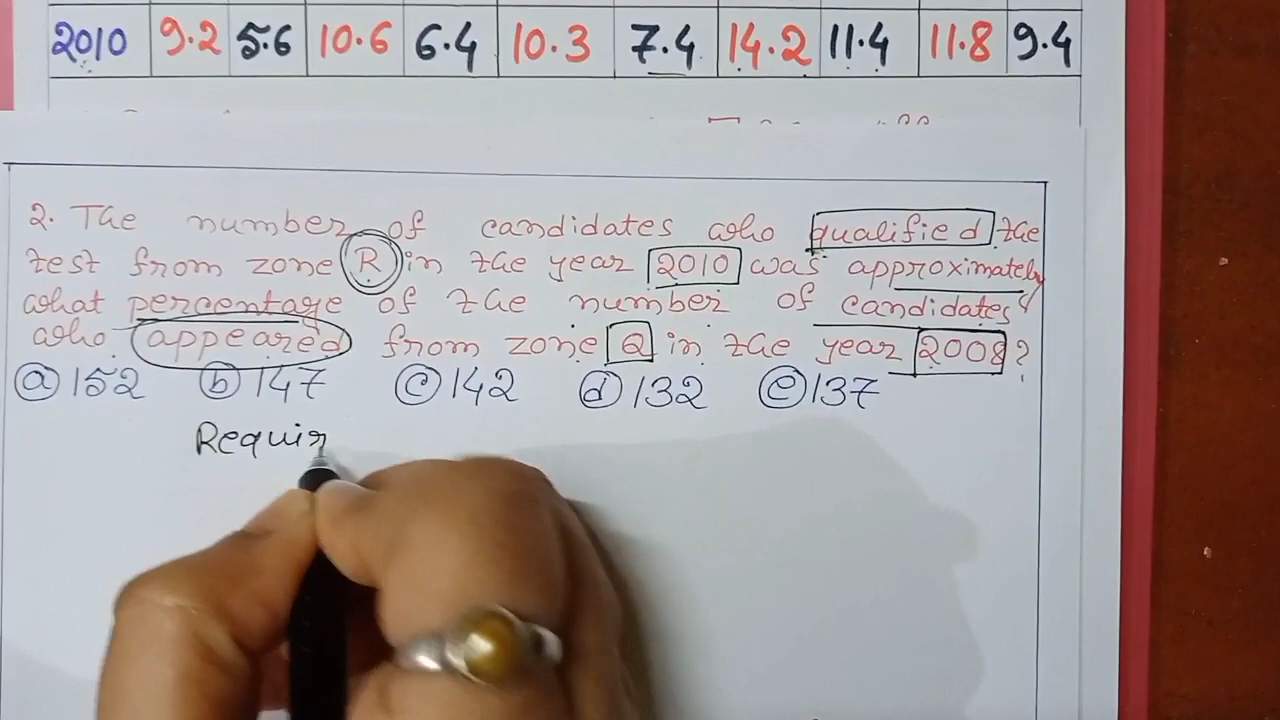 2010 9.2 5.6 10.6 6.4 10.3 7.4 14.2 11.4 11.8 9.4
2. The number of candidates who qualified the
test from zone R in the year 2010 was approximately
what percentage of the number of candidates
who appeared from zone Q in the year 2008?
a 152 b 147 c 142 d 132 e 137
Requir